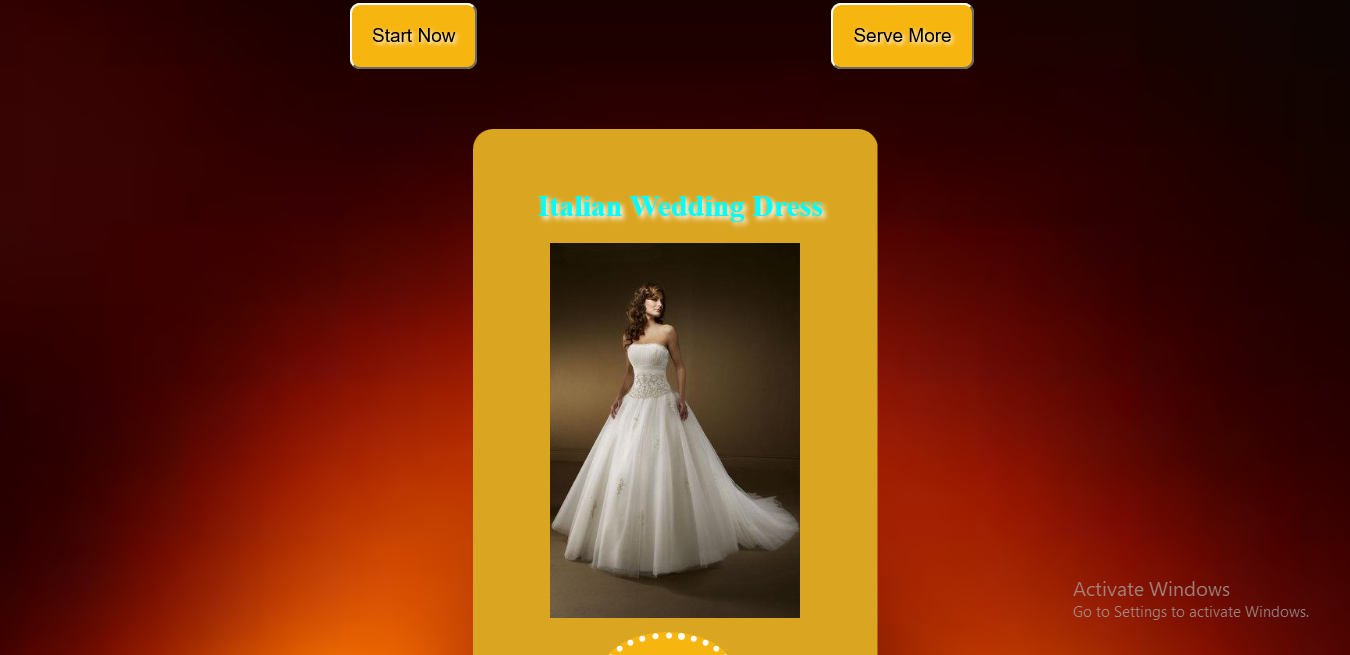 Start Now
Serve More
Italian Wedding Dress
Activate Windows
Go to Settings to activate Windows.